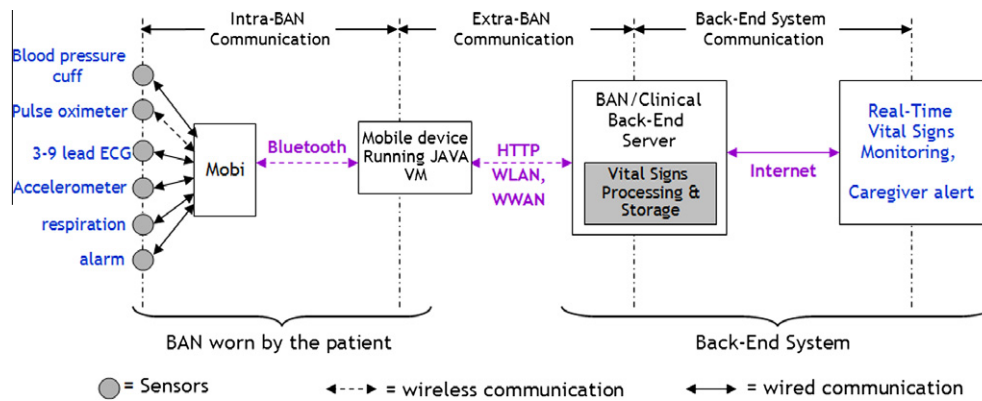 Intra-BAN
Communication
Extra-BAN
Communication
Back-End System
Communication
Blood pressure
cuff
Pulse oximeter
3-9 lead ECG
Accelerometer
respiration
alarm
Mobi
Bluetooth
Mobile device
Running JAVA
VM
HTTP
WLAN,
WWAN
BAN/Clinical
Back-End
Server
Vital Signs
Processing &
Storage
Internet
Real-Time
Vital Signs
Monitoring,
Caregiver alert
BAN worn by the patient
Back-End System
= Sensors
= wireless communication
= wired communication